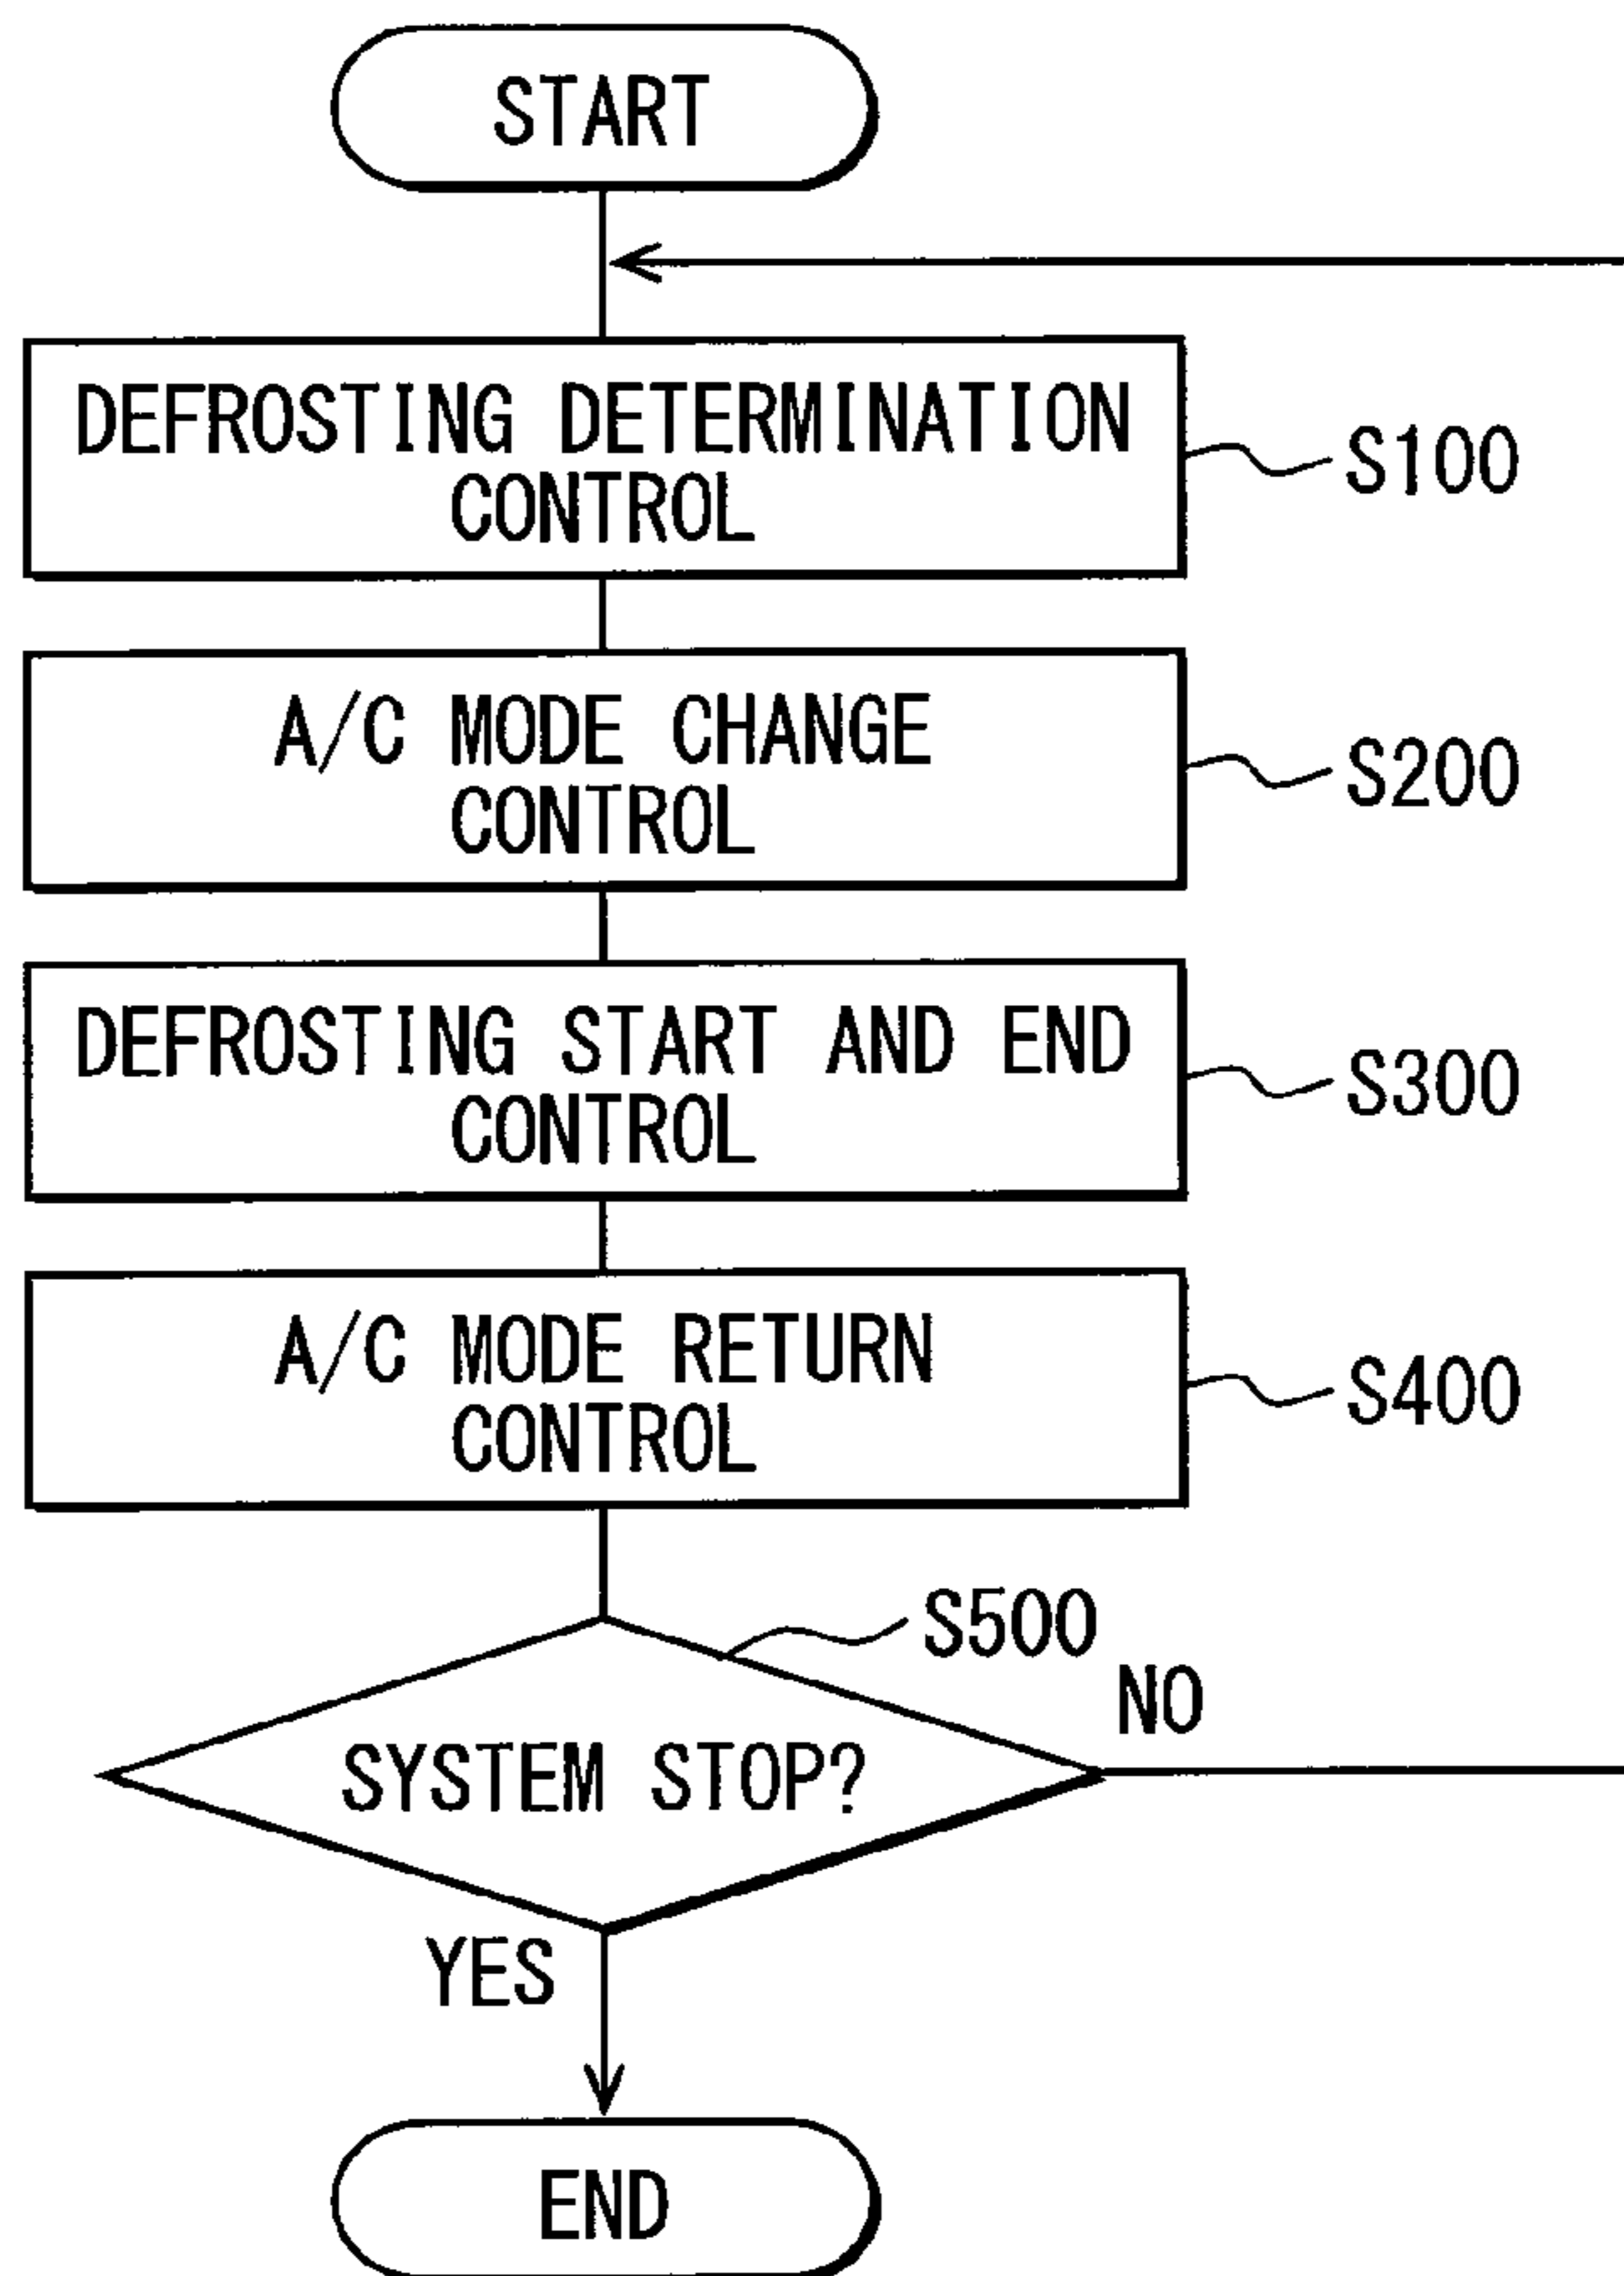 START
DEFROSTING DETERMINATION
CONTROL
S100
A/C MODE CHANGE
CONTROL
S200
DEFROSTING START AND END
CONTROL
S300
A/C MODE RETURN
CONTROL
S400
S500
NO
SYSTEM STOP?
YES
END